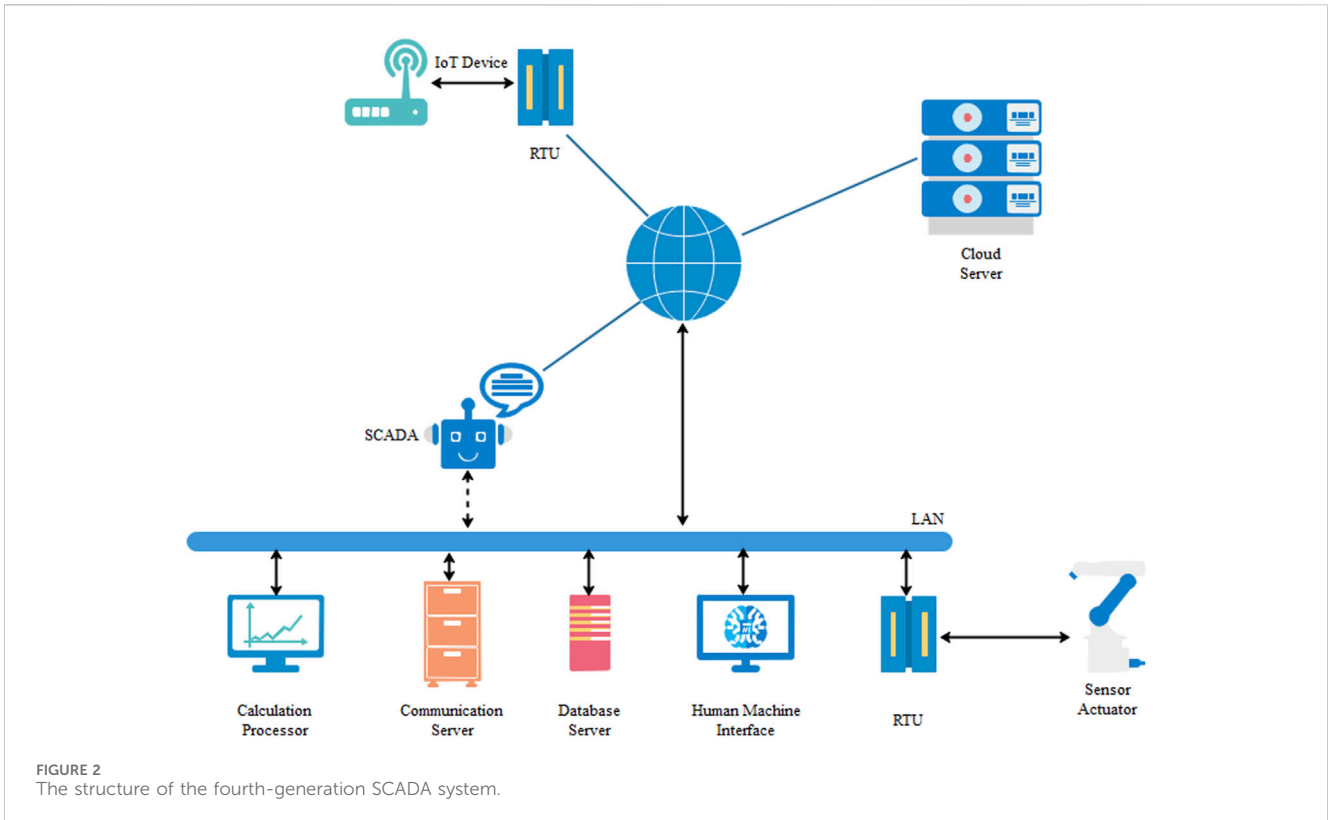 IoT Device
RTU
Cloud
Server
SCADA
LAN
Calculation
Processor
Communication
Server
Database
Server
Human Machine
Interface
RTU
Sensor
Actuator
FIGURE 2
The structure of the fourth-generation SCADA system.